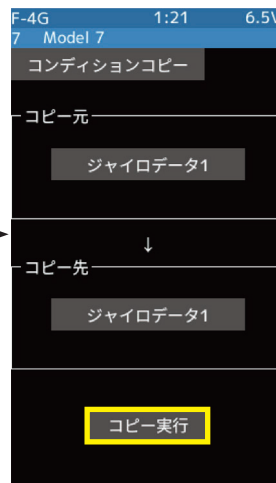 F-4G 1:21 6.5V
7 Model 7
コンディションコピー
コピー元
ジャイロデータ1
↓
コピー先
ジャイロデータ1
コピー実行